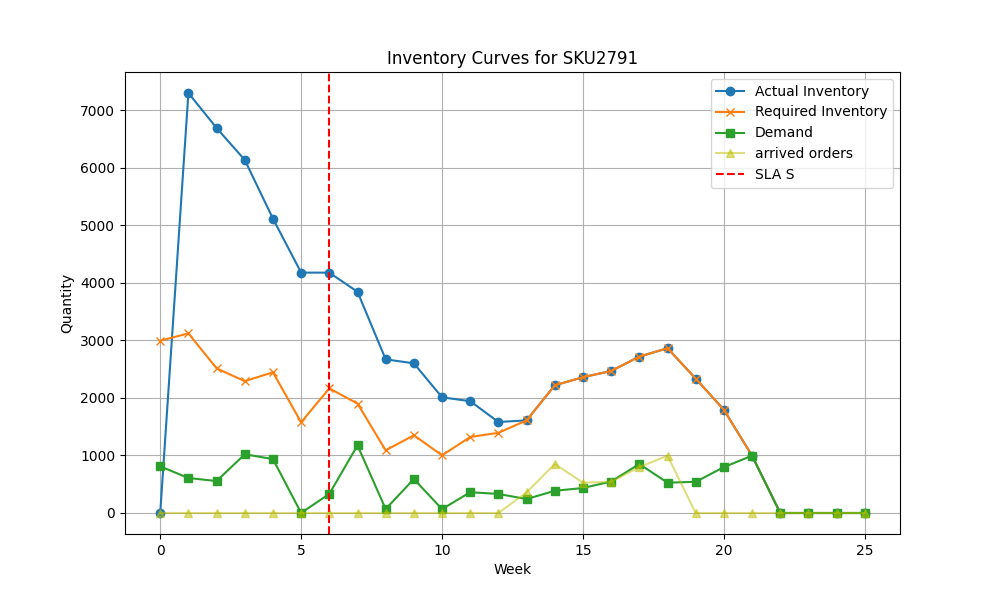 Inventory Curves for SKU2791
Actual Inventory
Required Inventory
Demand
arrived orders
SLA S
Quantity
7000
6000
5000
4000
3000
2000
1000
0
0 5 10 15 20 25
Week